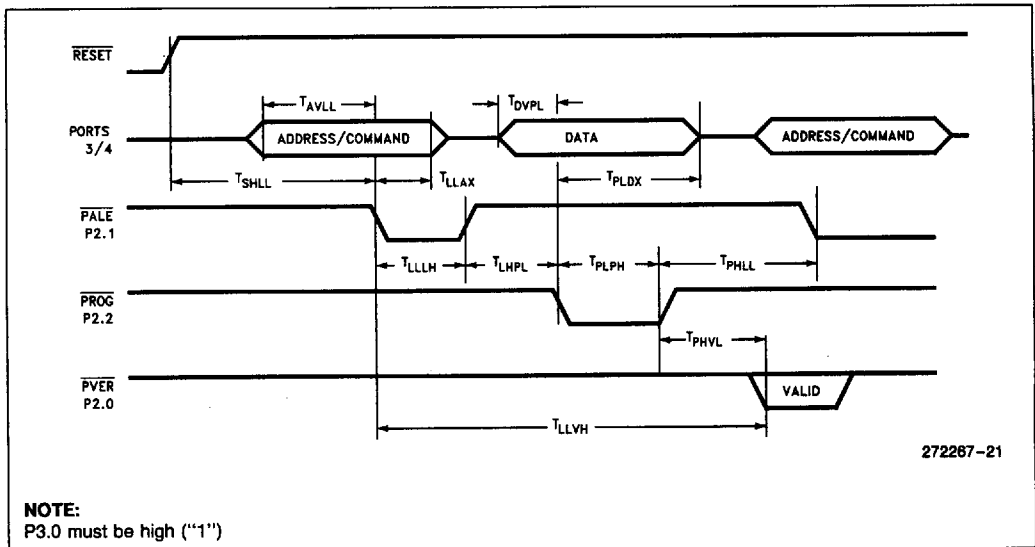 RESET
TAVLL
TDVPL
PORTS
3/4
ADDRESS/COMMAND
DATA
ADDRESS/COMMAND
TSHLL
TLLAX
TPLDX
PALE
P2.1
TLLLH
TLHPL
TPLPH
TPHLL
PROG
P2.2
TPHVL
PVER
P2.0
VALID
TLLVH
272267-21
NOTE:
P3.0 must be high ("1")